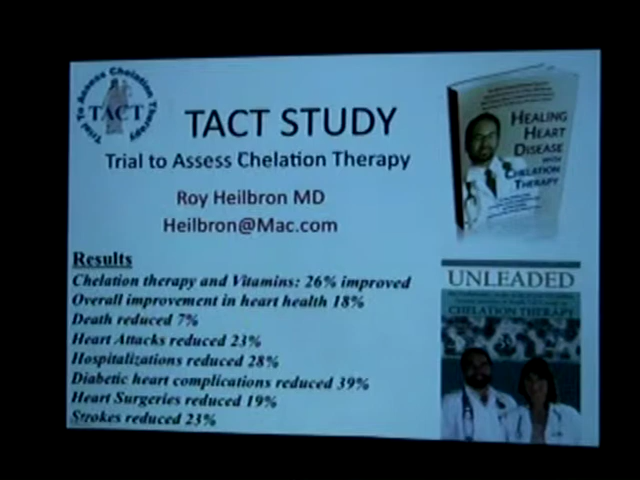 Trial to Assess Chelation Therapy
TACT
TACT STUDY
Trial to Assess Chelation Therapy
Roy Heilbron MD
Heilbron@Mac.com
Results
Chelation therapy and Vitamins: 26% improved
Overall improvement in heart health 18%
Death reduced 7%
Heart Attacks reduced 23%
Hospitalizations reduced 28%
Diabetic heart complications reduced 39%
Heart Surgeries reduced 19%
Strokes reduced 23%
HEALING
HEART
DISEASE
WITH
CHELATION
THERAPY
UNLEADED
CHELATION THERAPY